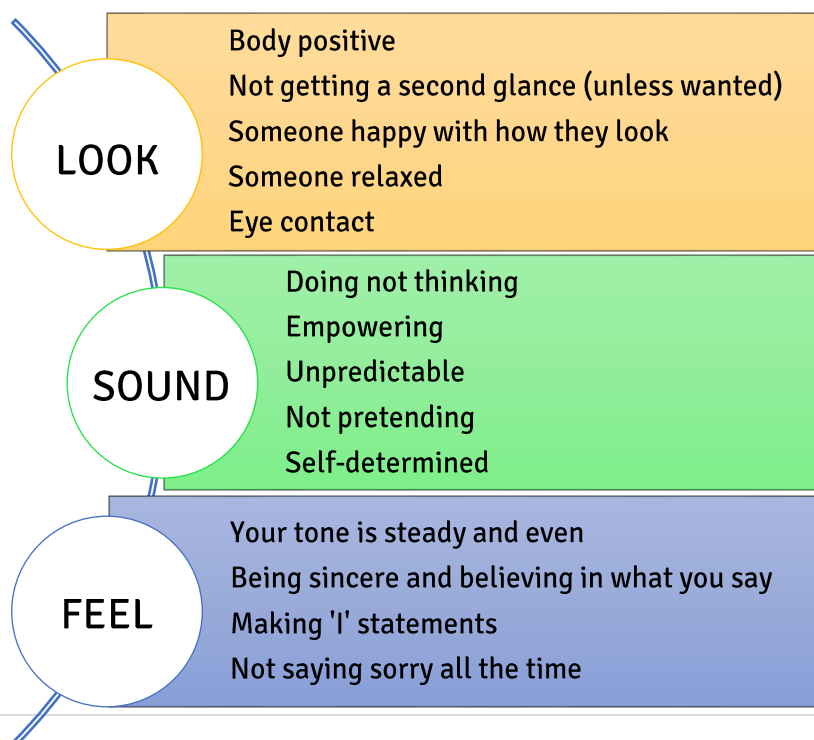 LOOK
Body positive
Not getting a second glance (unless wanted)
Someone happy with how they look
Someone relaxed
Eye contact
SOUND
Doing not thinking
Empowering
Unpredictable
Not pretending
Self-determined
FEEL
Your tone is steady and even
Being sincere and believing in what you say
Making 'I' statements
Not saying sorry all the time